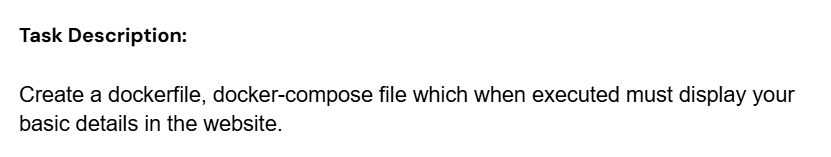 Task Description:
Create a dockerfile, docker-compose file which when executed must display your
basic details in the website.